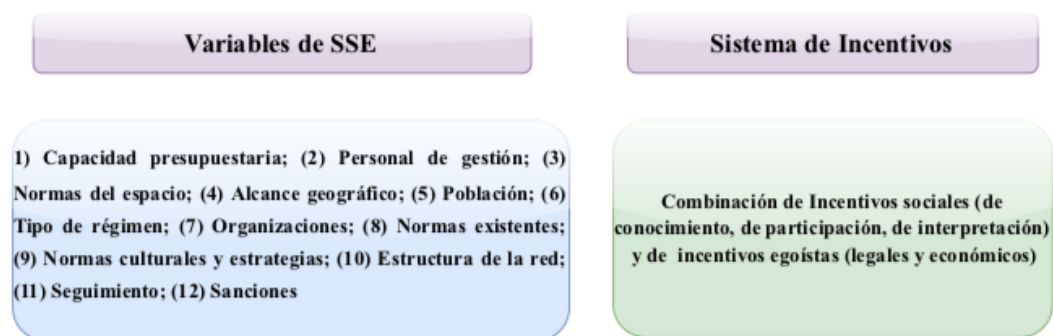 Variables de SSE
Sistema de Incentivos
1) Capacidad presupuestaria; (2) Personal de gestión; (3)
Normas del espacio; (4) Alcance geográfico; (5) Población; (6)
Tipo de régimen; (7) Organizaciones; (8) Normas existentes;
(9) Normas culturales y estrategias; (10) Estructura de la red;
(11) Seguimiento; (12) Sanciones
Combinación de Incentivos sociales (de
conocimiento, de participación, de interpretación)
y de incentivos egoístas (legales y económicos)